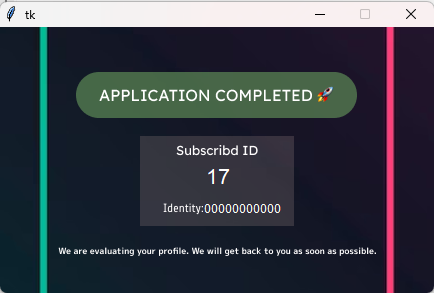 tk
APPLICATION COMPLETED 🚀
Subscribd ID
17
Identity:00000000000
We are evaluating your profile. We will get back to you as soon as possible.